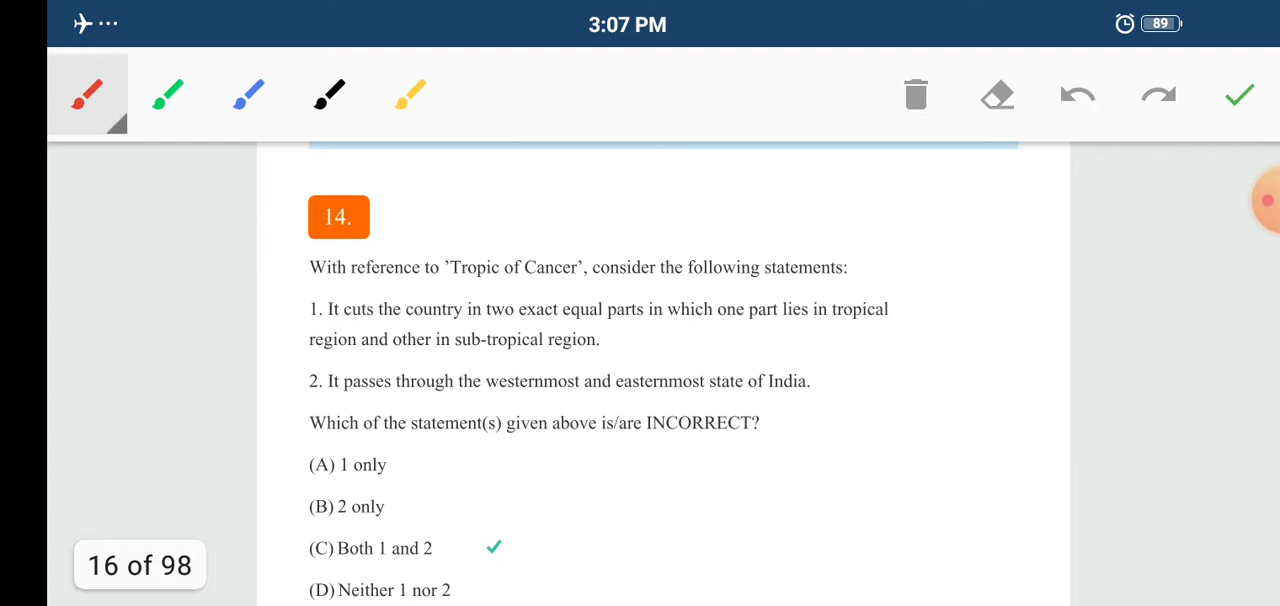 3:07 PM
89
14.
With reference to ’Tropic of Cancer’, consider the following statements:
1. It cuts the country in two exact equal parts in which one part lies in tropical
region and other in sub-tropical region.
2. It passes through the westernmost and easternmost state of India.
Which of the statement(s) given above is/are INCORRECT?
(A) 1 only
(B) 2 only
(C) Both 1 and 2
(D) Neither 1 nor 2
16 of 98